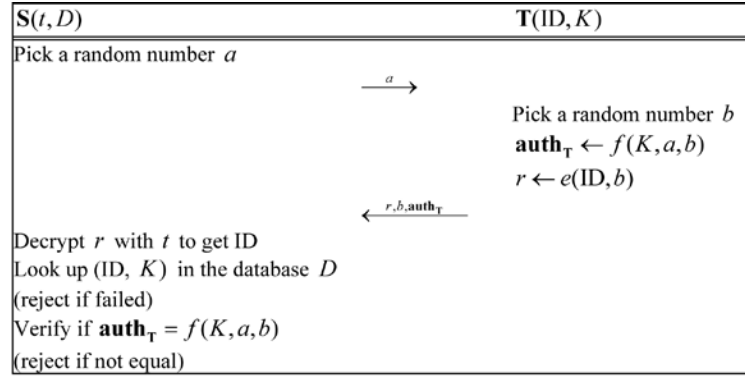 S(t, D) T(ID, K)
Pick a random number a
a
Pick a random number b
auth_T ← f(K, a, b)
r ← e(ID, b)
r, b, auth_T
Decrypt r with t to get ID
Look up (ID, K) in the database D
(reject if failed)
Verify if auth_T = f(K, a, b)
(reject if not equal)